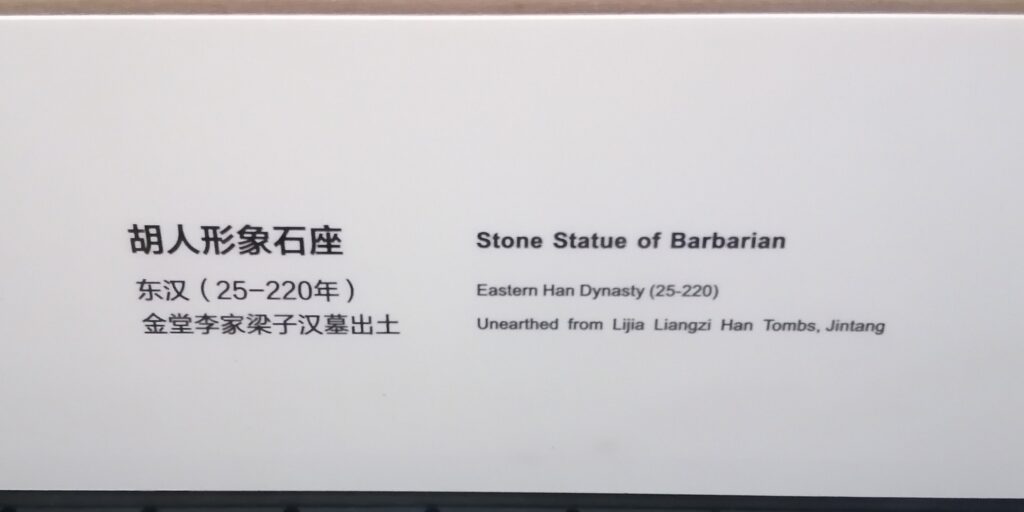 胡人形象石座
东汉（25-220年）
金堂李家梁子汉墓出土
Stone Statue of Barbarian
Eastern Han Dynasty (25-220)
Unearthed from Lijia Liangzi Han Tombs, Jintang